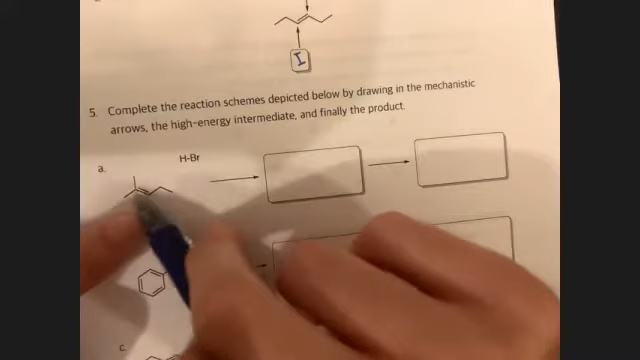 I
5. Complete the reaction schemes depicted below by drawing in the mechanistic
arrows, the high-energy intermediate, and finally the product.
a.
H-Br
c.